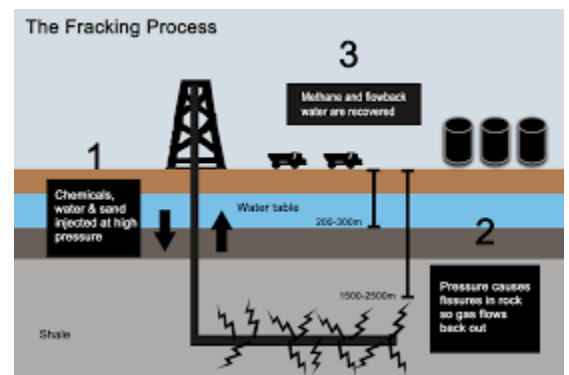 The Fracking Process
1
Chemicals,
water & sand
injected at high
pressure
3
Methane and flowback
water are recovered
Water table
200-300m
2
1500-2500m
Pressure causes
fissures in rock
so gas flows
back out
Shale